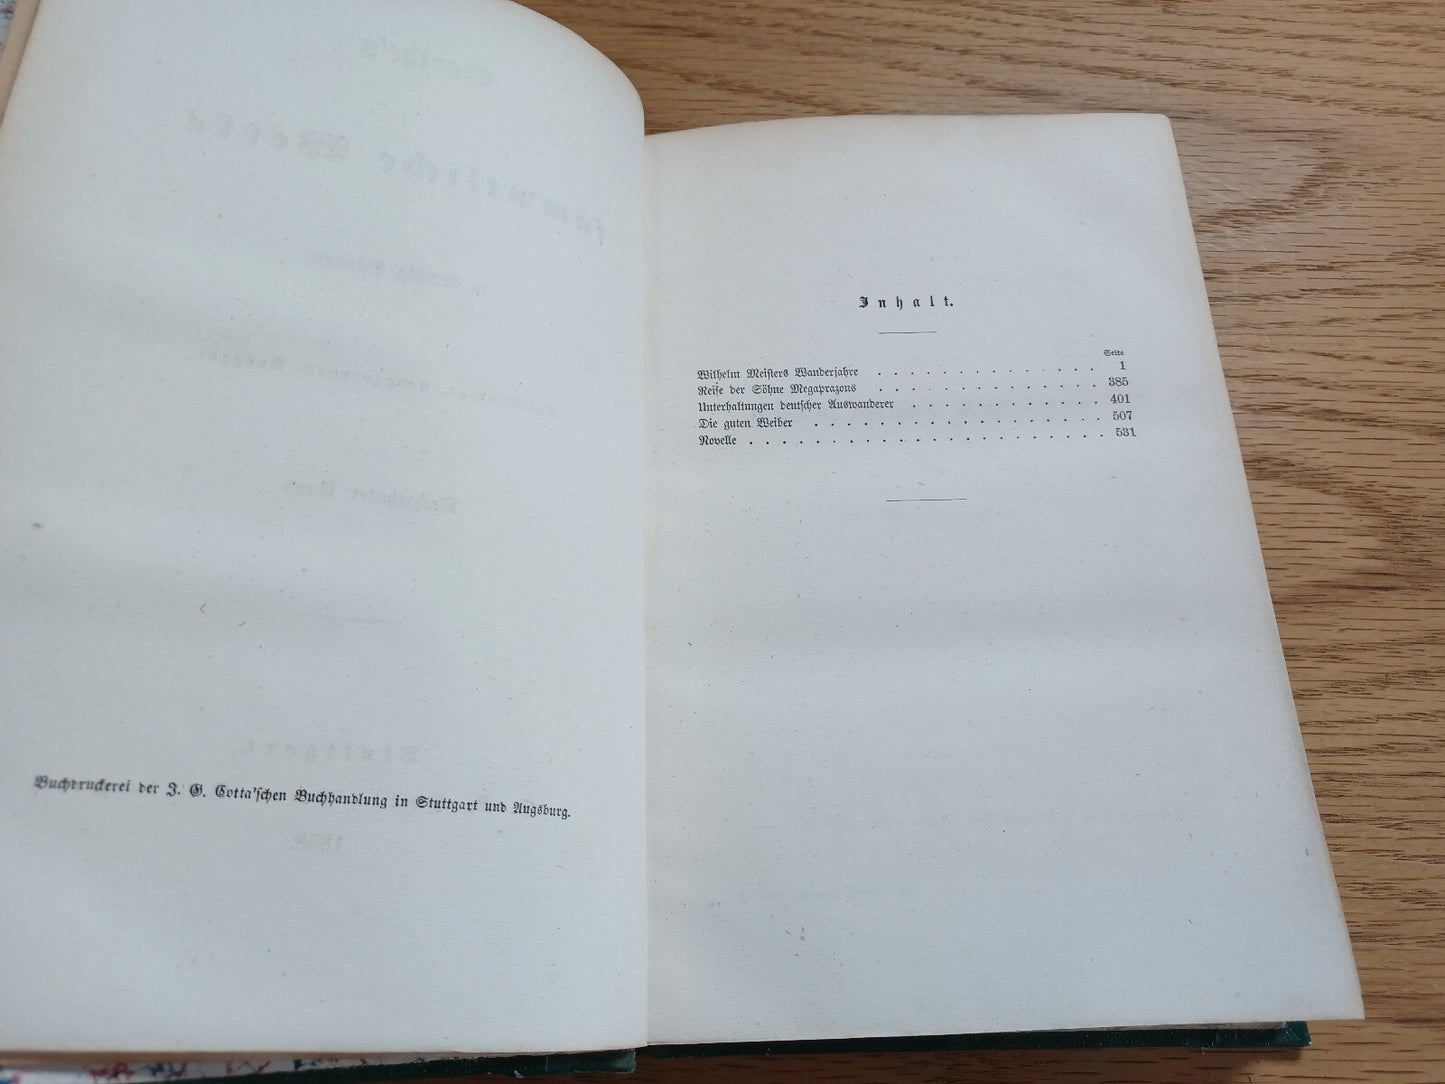 Buchdruckerei der J. G. Cotta'schen Buchhandlung in Stuttgart und Augsburg.
Inhalt.
Seite
Wilhelm Meisters Wanderjahre . . . . . . . . . . . . . . 1
Reise der Söhne Megaprazons . . . . . . . . . . . . . . 385
Unterhaltungen deutscher Auswanderer . . . . . . . . . . . . 401
Die guten Weiber . . . . . . . . . . . . . . . . . . 507
Novelle . . . . . . . . . . . . . . . . . . . . . . 531